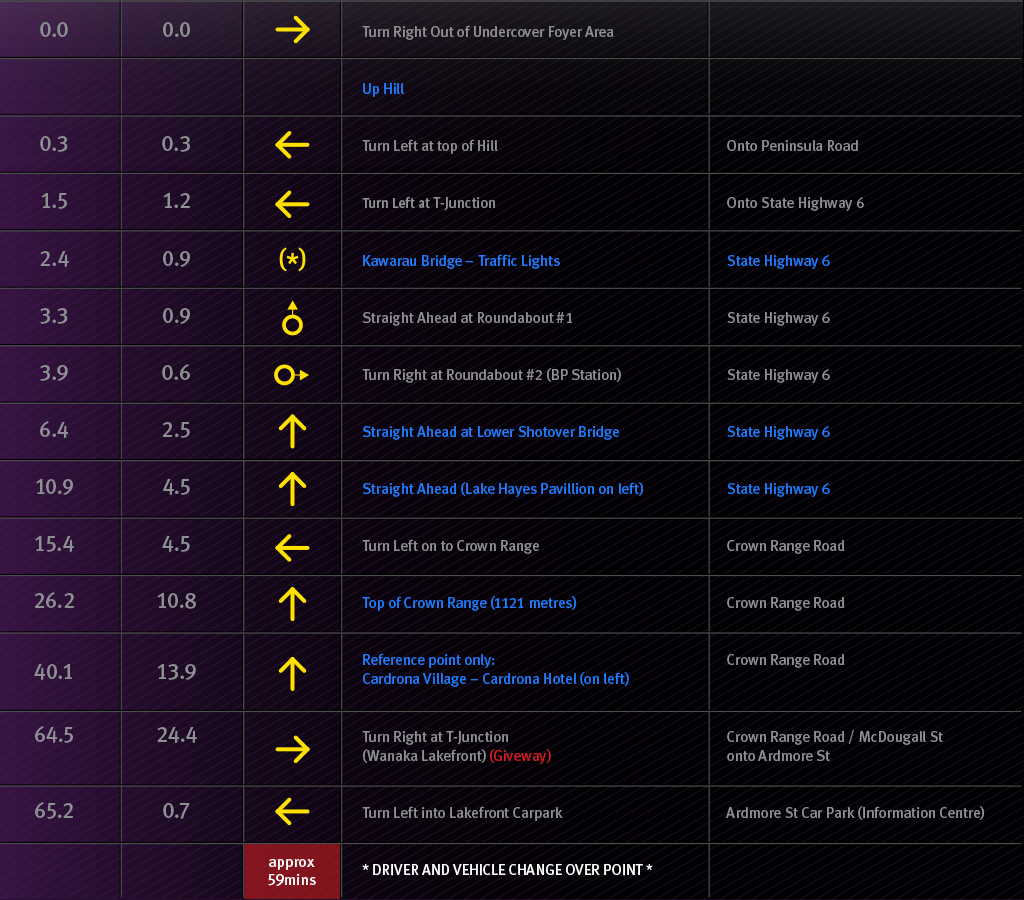 0.0 0.0 Turn Right Out of Undercover Foyer Area
Up Hill
0.3 0.3 Turn Left at top of Hill Onto Peninsula Road
1.5 1.2 Turn Left at T-Junction Onto State Highway 6
2.4 0.9 (*) Kawarau Bridge – Traffic Lights State Highway 6
3.3 0.9 Straight Ahead at Roundabout #1 State Highway 6
3.9 0.6 Turn Right at Roundabout #2 (BP Station) State Highway 6
6.4 2.5 Straight Ahead at Lower Shotover Bridge State Highway 6
10.9 4.5 Straight Ahead (Lake Hayes Pavillion on left) State Highway 6
15.4 4.5 Turn Left on to Crown Range Crown Range Road
26.2 10.8 Top of Crown Range (1121 metres) Crown Range Road
40.1 13.9 Reference point only: Crown Range Road
Cardrona Village – Cardrona Hotel (on left)
64.5 24.4 Turn Right at T-Junction Crown Range Road / McDougall St
(Wanaka Lakefront) (Giveway) onto Ardmore St
65.2 0.7 Turn Left into Lakefront Carpark Ardmore St Car Park (Information Centre)
approx
59mins * DRIVER AND VEHICLE CHANGE OVER POINT *